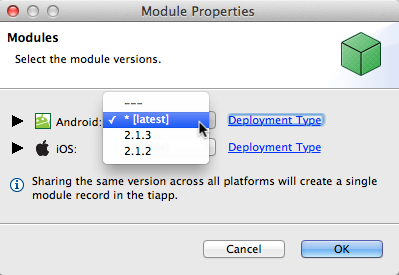 Module Properties
Modules
Select the module versions.
---
Android: ✓ * [latest] Deployment Type
2.1.3
iOS: Deployment Type
2.1.2
Sharing the same version across all platforms will create a single
module record in the tiapp.
Cancel OK